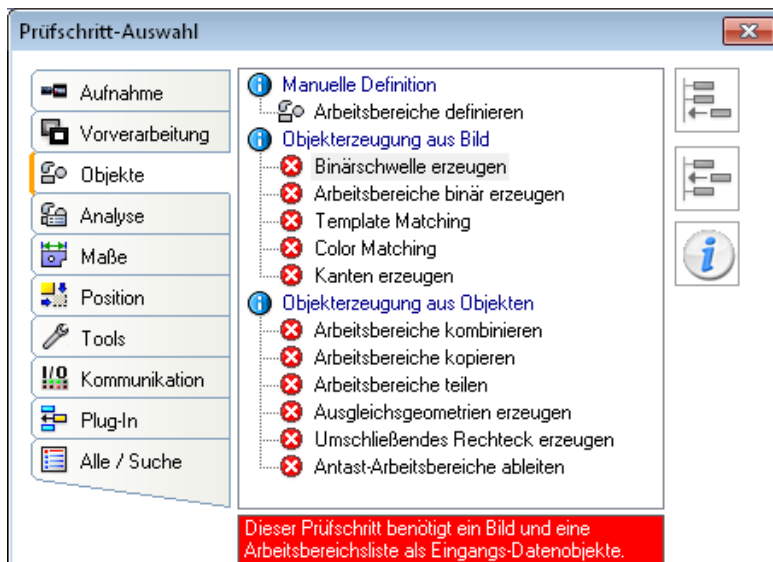 Prüfschritt-Auswahl
Aufnahme
Vorverarbeitung
Objekte
Analyse
Maße
Position
Tools
I/O
Kommunikation
Plug-In
Alle / Suche
Manuelle Definition
Arbeitsbereiche definieren
Objekterzeugung aus Bild
Binärschwelle erzeugen
Arbeitsbereiche binär erzeugen
Template Matching
Color Matching
Kanten erzeugen
Objekterzeugung aus Objekten
Arbeitsbereiche kombinieren
Arbeitsbereiche kopieren
Arbeitsbereiche teilen
Ausgleichsgeometrien erzeugen
Umschließendes Rechteck erzeugen
Antast-Arbeitsbereiche ableiten
Dieser Prüfschritt benötigt ein Bild und eine
Arbeitsbereichsliste als Eingangs-Datenobjekte.